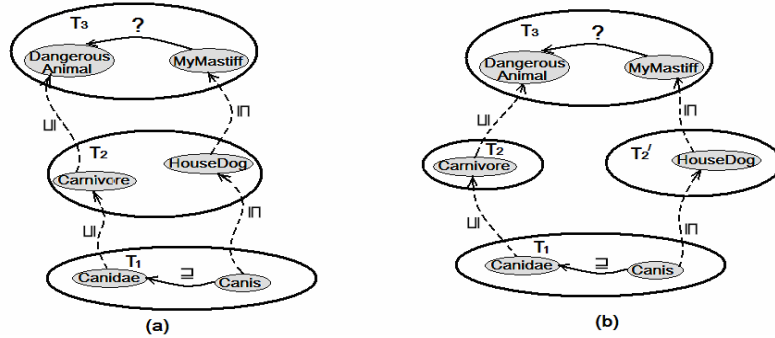 T3
?
Dangerous
Animal
MyMastiff
⊑
⊒
T2
HouseDog
Carnivore
⊑
⊒
T1
⊒
Canidae
Canis
(a)
T3
?
Dangerous
Animal
MyMastiff
⊑
⊒
T2
T2′
Carnivore
HouseDog
⊑
⊒
T1
⊒
Canidae
Canis
(b)